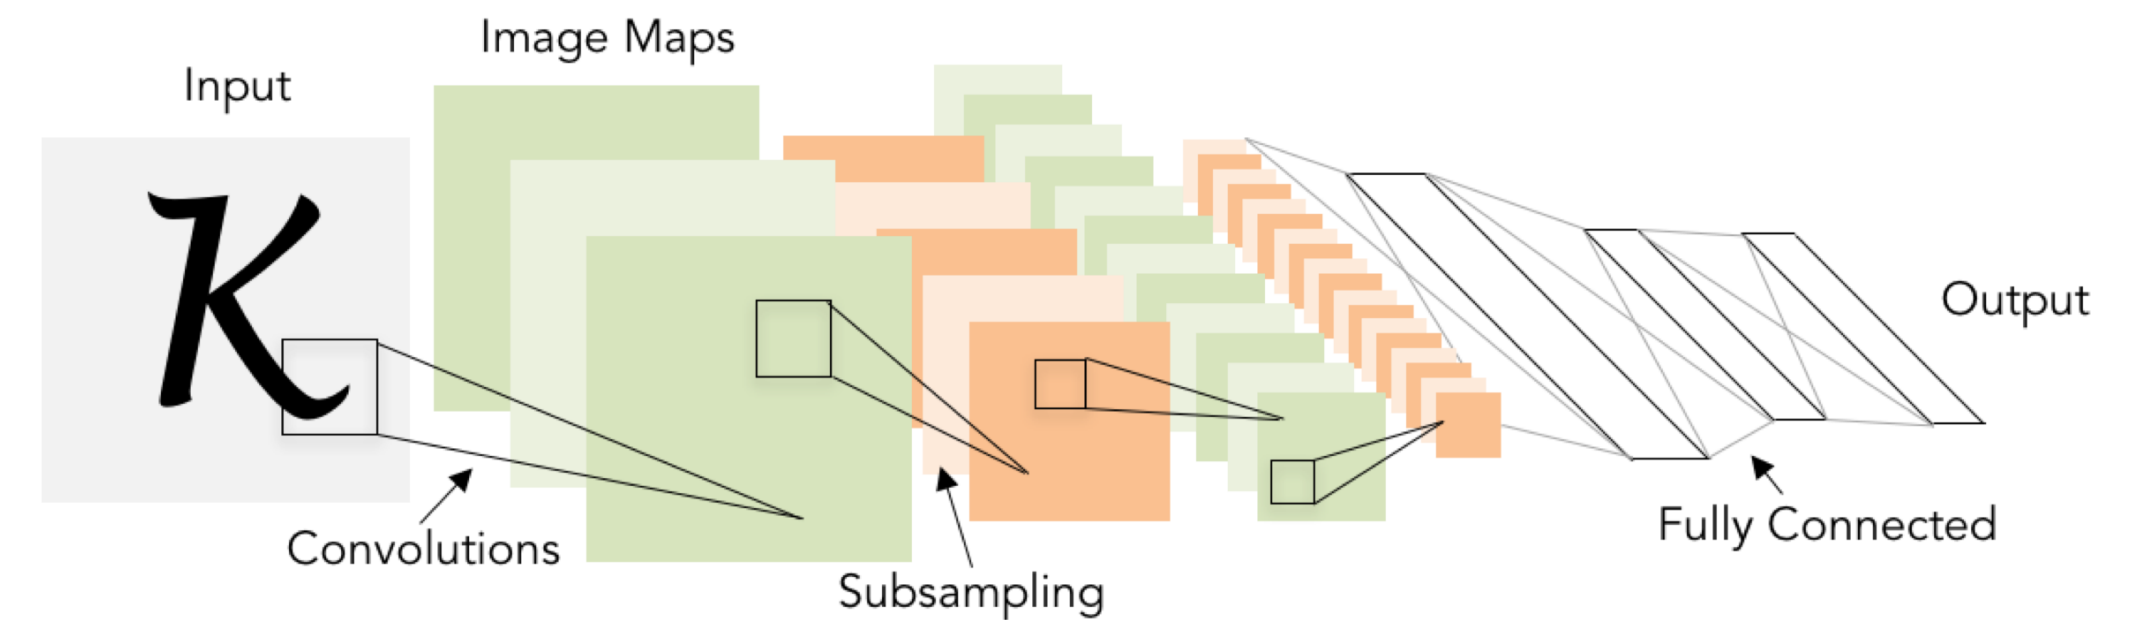 Image Maps
Input
K
Output
Convolutions
Subsampling
Fully Connected